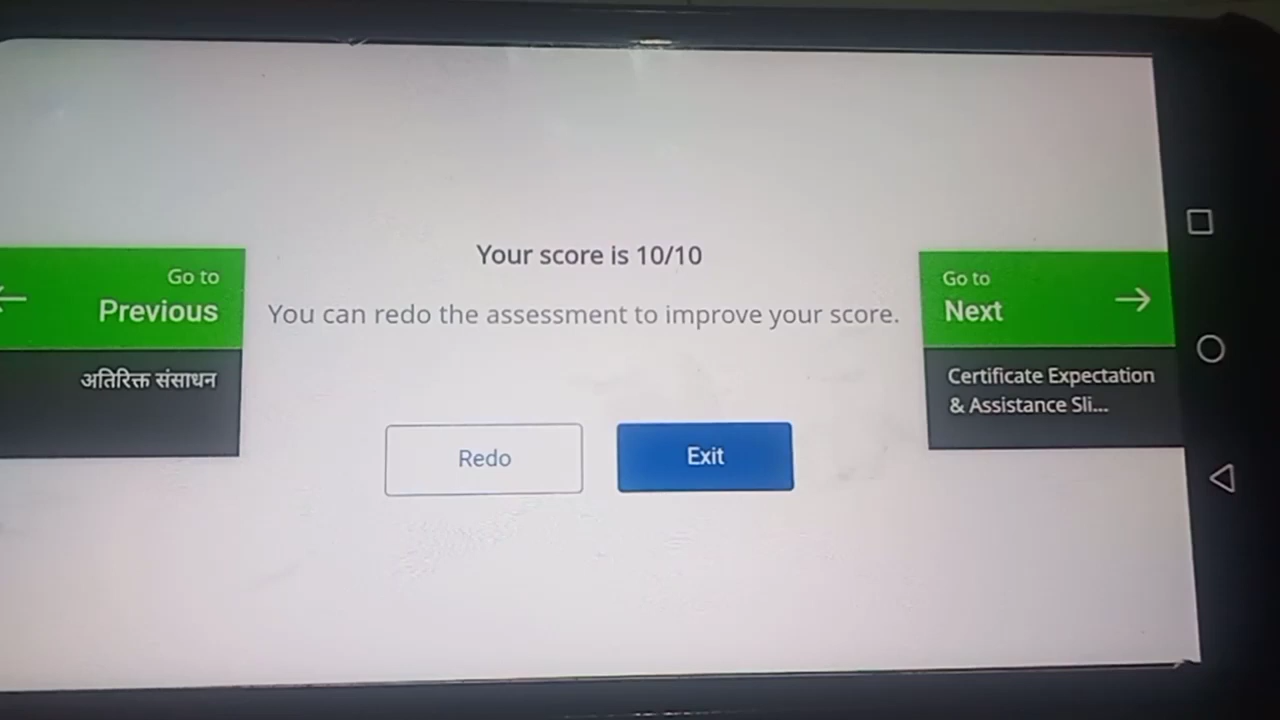 Your score is 10/10
You can redo the assessment to improve your score.
Go to
Previous
अतिरिक्त संसाधन
Redo
Exit
Go to
Next
Certificate Expectation
& Assistance Sli...